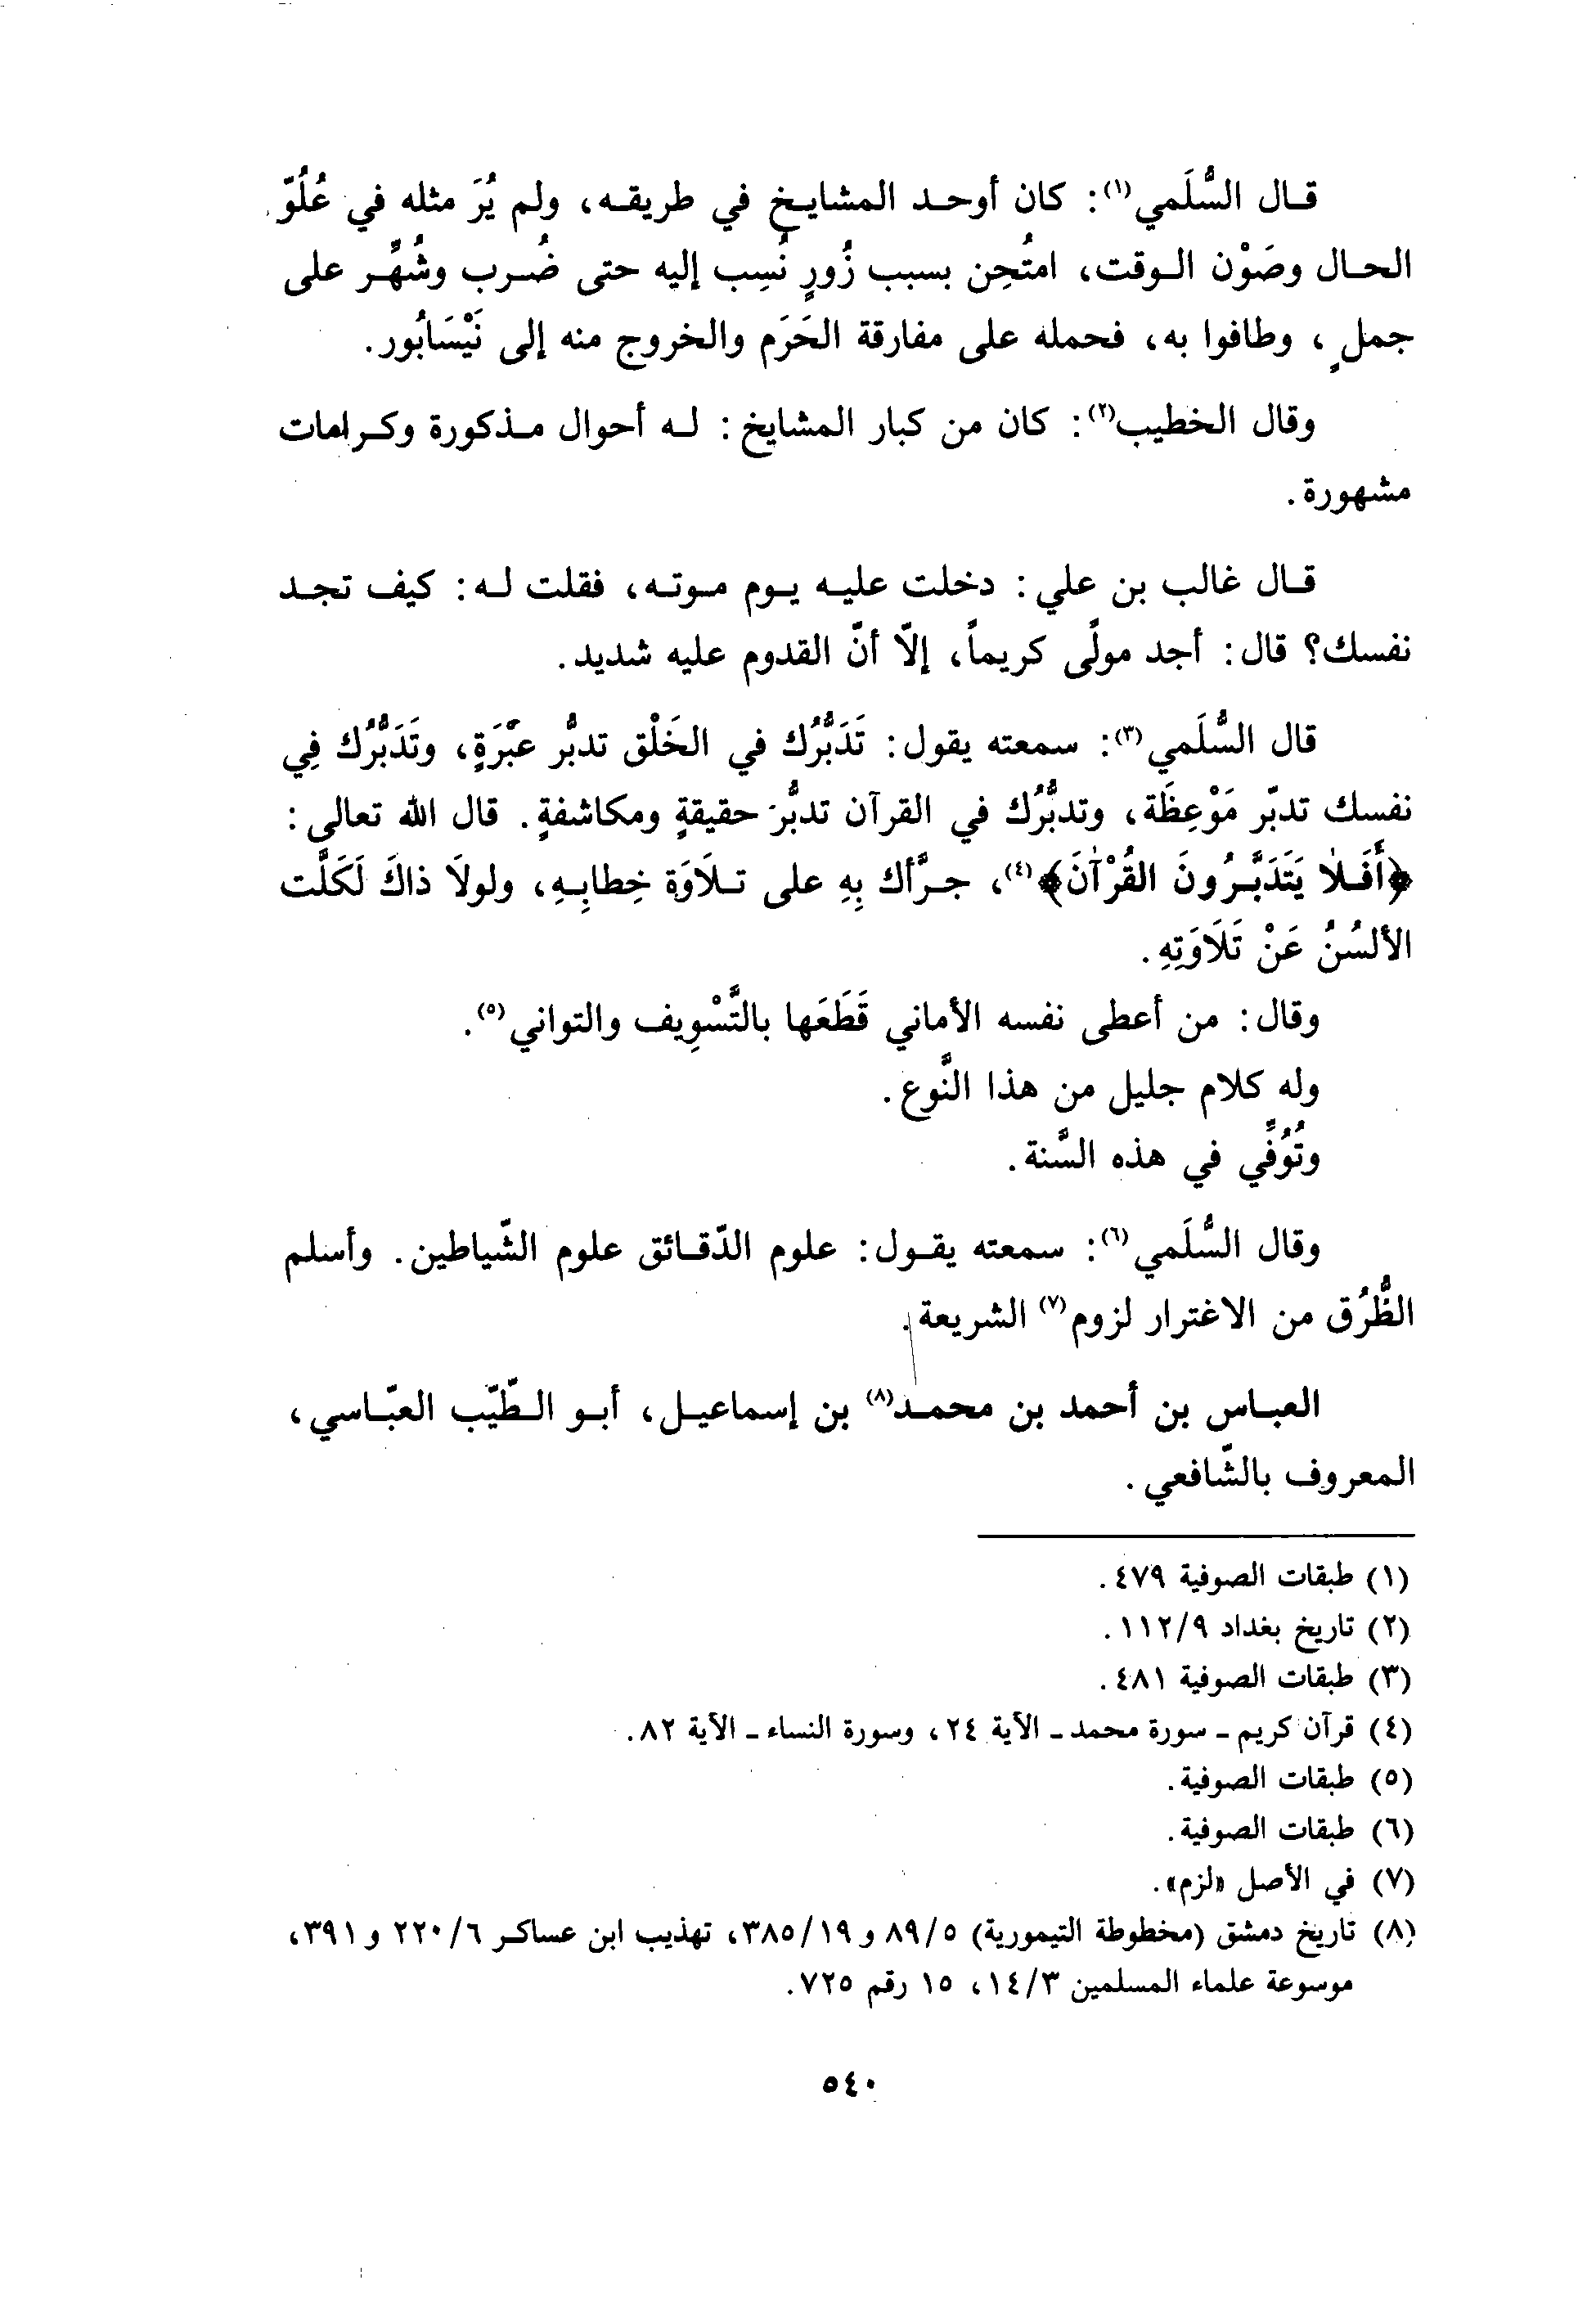 قال السُّلَمي(١): كان أوحد المشايخ في طريقه، ولم يُرَ مثله في عُلُوّ
الحال وصَوْن الوقت، امتُحِن بسبب زُورٍ نُسِب إليه حتى ضُرب وشُهِّر على
جملٍ، وطافوا به، فحمله على مفارقة الحَرَم والخروج منه إلى نَيْسَابُور.
وقال الخطيب(٢): كان من كبار المشايخ: له أحوال مذكورة وكرامات
مشهورة.
قال غالب بن علي: دخلت عليه يوم موته، فقلت له: كيف تجد
نفسك؟ قال: أجد مولًى كريماً، إلّا أنّ القدوم عليه شديد.
قال السُّلَمي(٣): سمعته يقول: تَدَبُّرُك في الخَلْق تدبُّر عَبْرَةٍ، وتَدَبُّرُك فِي
نفسك تدبّر مَوْعِظَة، وتدبُّرُك في القرآن تدبُّرَ حقيقةٍ ومكاشفةٍ. قال الله تعالى:
﴿أَفَلَا يَتَدَبَّرُونَ القُرْآنَ﴾(٤)، جرَّأك بِهِ على تلَاوَة خِطابِهِ، ولولَا ذاكَ لَكَلَّت
الألسُنُ عَنْ تَلَاوَتِهِ.
وقال: من أعطى نفسه الأماني قَطَعَها بالتَّسْوِيف والتواني(٥).
وله كلام جليل من هذا النَّوع.
وتُوُفِّي في هذه السَّنة.
وقال السُّلَمي(٦): سمعته يقول: علوم الدّقائق علوم الشّياطين. وأسلم
الطُّرُق من الاغترار لزوم(٧) الشريعة.
العباس بن أحمد بن محمد(٨) بن إسماعيل، أبو الطّيّب العبّاسي،
المعروف بالشّافعي.
(١) طبقات الصوفية ٤٧٩.
(٢) تاريخ بغداد ١١٢/٩.
(٣) طبقات الصوفية ٤٨١.
(٤) قرآن كريم - سورة محمد - الآية ٢٤، وسورة النساء - الآية ٨٢.
(٥) طبقات الصوفية.
(٦) طبقات الصوفية.
(٧) في الأصل «لزم».
(٨) تاريخ دمشق (مخطوطة التيمورية) ٨٩/٥ و ٣٨٥/١٩، تهذيب ابن عساكر ٢٢٠/٦ و ٣٩١،
موسوعة علماء المسلمين ١٤/٣، ١٥ رقم ٧٢٥.
٥٤٠